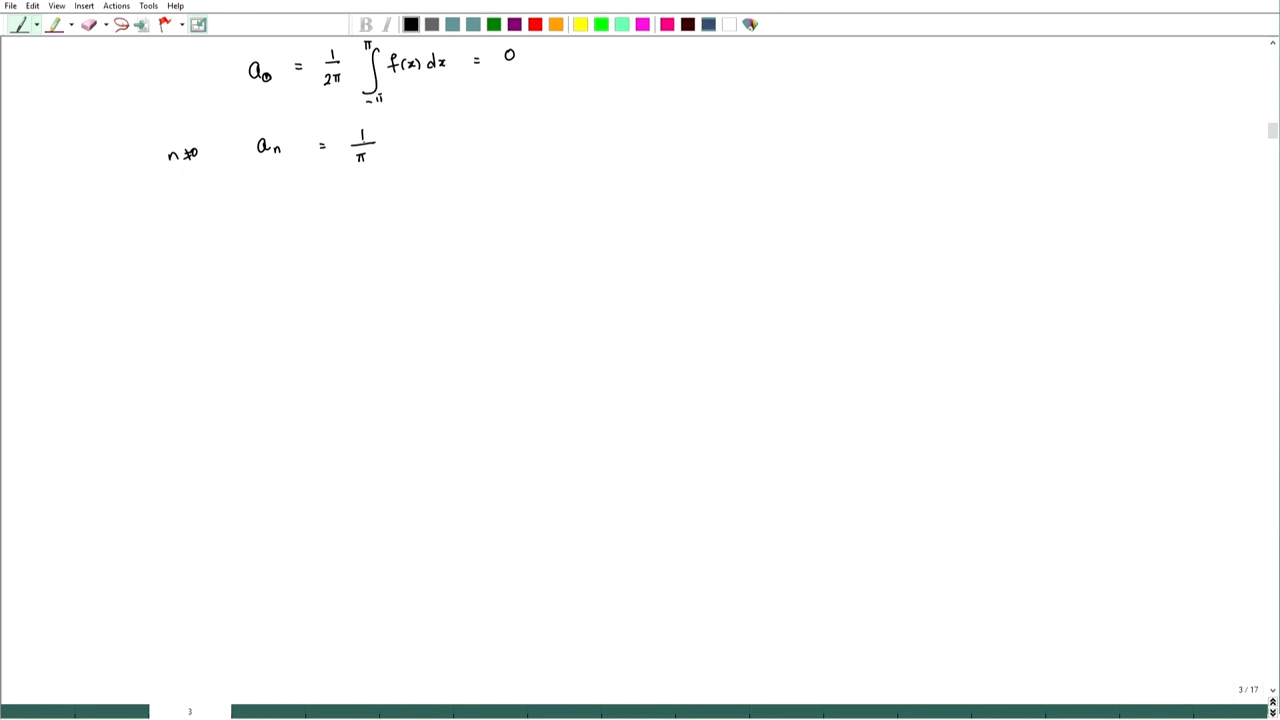 File Edit View Insert Actions Tools Help
B I
a₀ = 1/2π ∫_{-π}^{π} f(x) dx = 0
n≠0 aₙ = 1/π
3 / 17
3